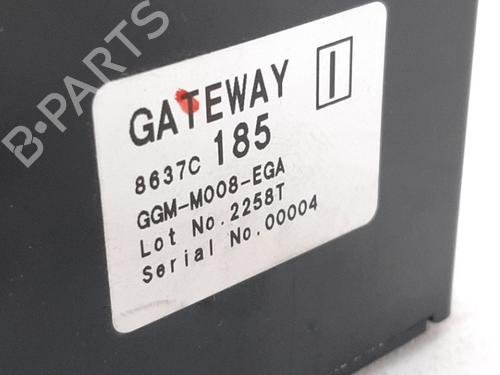 B-PARTS
GATEWAY I
8637C 185
GGM-M008-EGA
Lot No.2258T
Serial No.00004